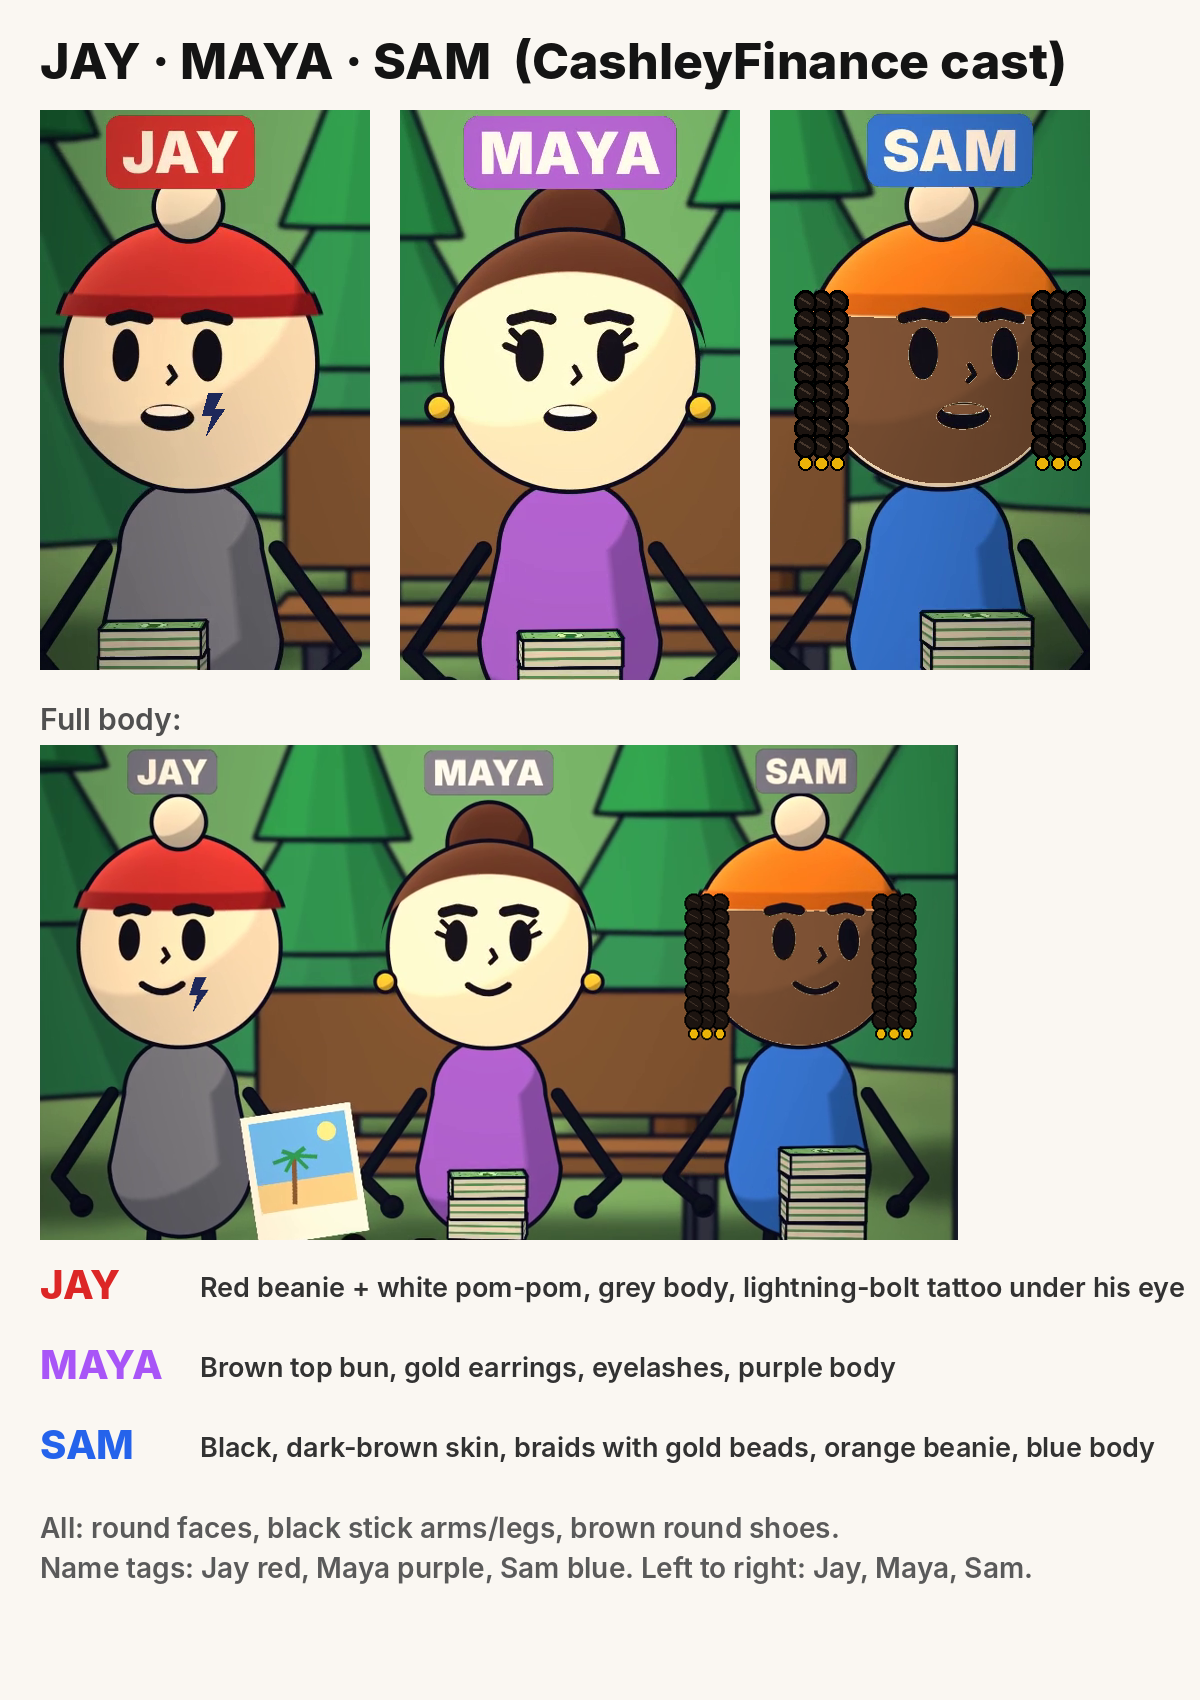 JAY · MAYA · SAM (CashleyFinance cast)
JAY MAYA SAM
Full body:
JAY MAYA SAM
JAY Red beanie + white pom-pom, grey body, lightning-bolt tattoo under his eye
MAYA Brown top bun, gold earrings, eyelashes, purple body
SAM Black, dark-brown skin, braids with gold beads, orange beanie, blue body
All: round faces, black stick arms/legs, brown round shoes.
Name tags: Jay red, Maya purple, Sam blue. Left to right: Jay, Maya, Sam.